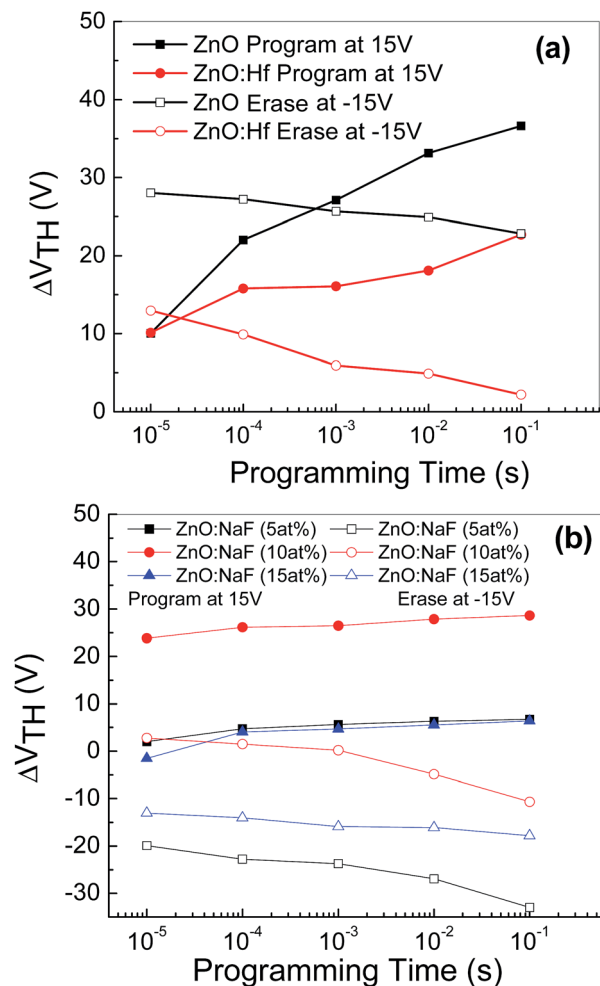 50
40
30
20
10
0
ΔV_TH (V)
ZnO Program at 15V
ZnO:Hf Program at 15V
ZnO Erase at -15V
ZnO:Hf Erase at -15V
(a)
10^-5 10^-4 10^-3 10^-2 10^-1
Programming Time (s)
50
40
30
20
10
0
-10
-20
-30
ΔV_TH (V)
ZnO:NaF (5at%) ZnO:NaF (5at%)
ZnO:NaF (10at%) ZnO:NaF (10at%)
ZnO:NaF (15at%) ZnO:NaF (15at%)
Program at 15V Erase at -15V
(b)
10^-5 10^-4 10^-3 10^-2 10^-1
Programming Time (s)